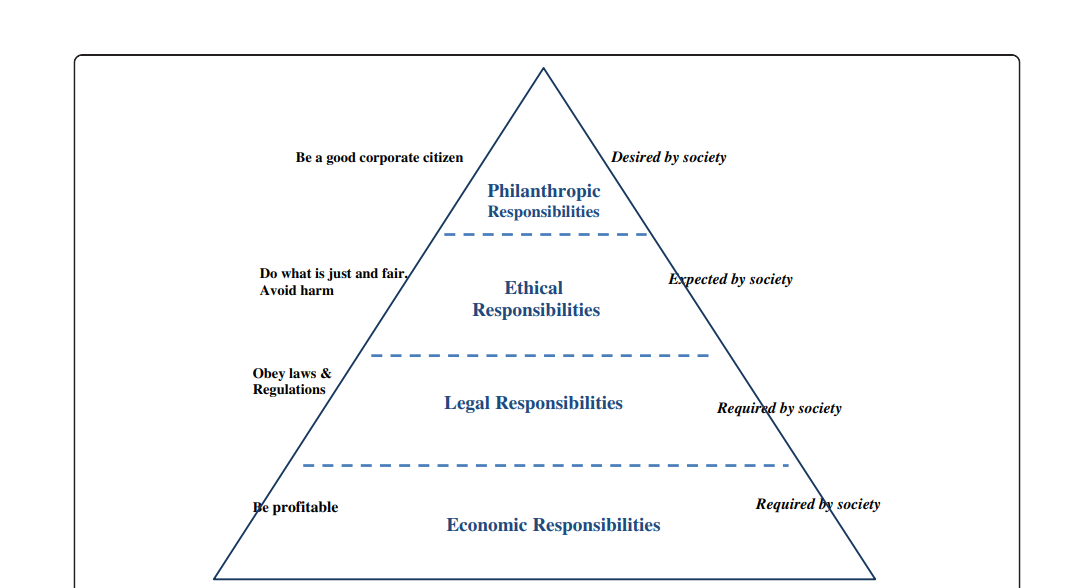 Be a good corporate citizen
Desired by society
Philanthropic
Responsibilities
Do what is just and fair.
Avoid harm
Expected by society
Ethical
Responsibilities
Obey laws &
Regulations
Legal Responsibilities
Required by society
Be profitable
Required by society
Economic Responsibilities